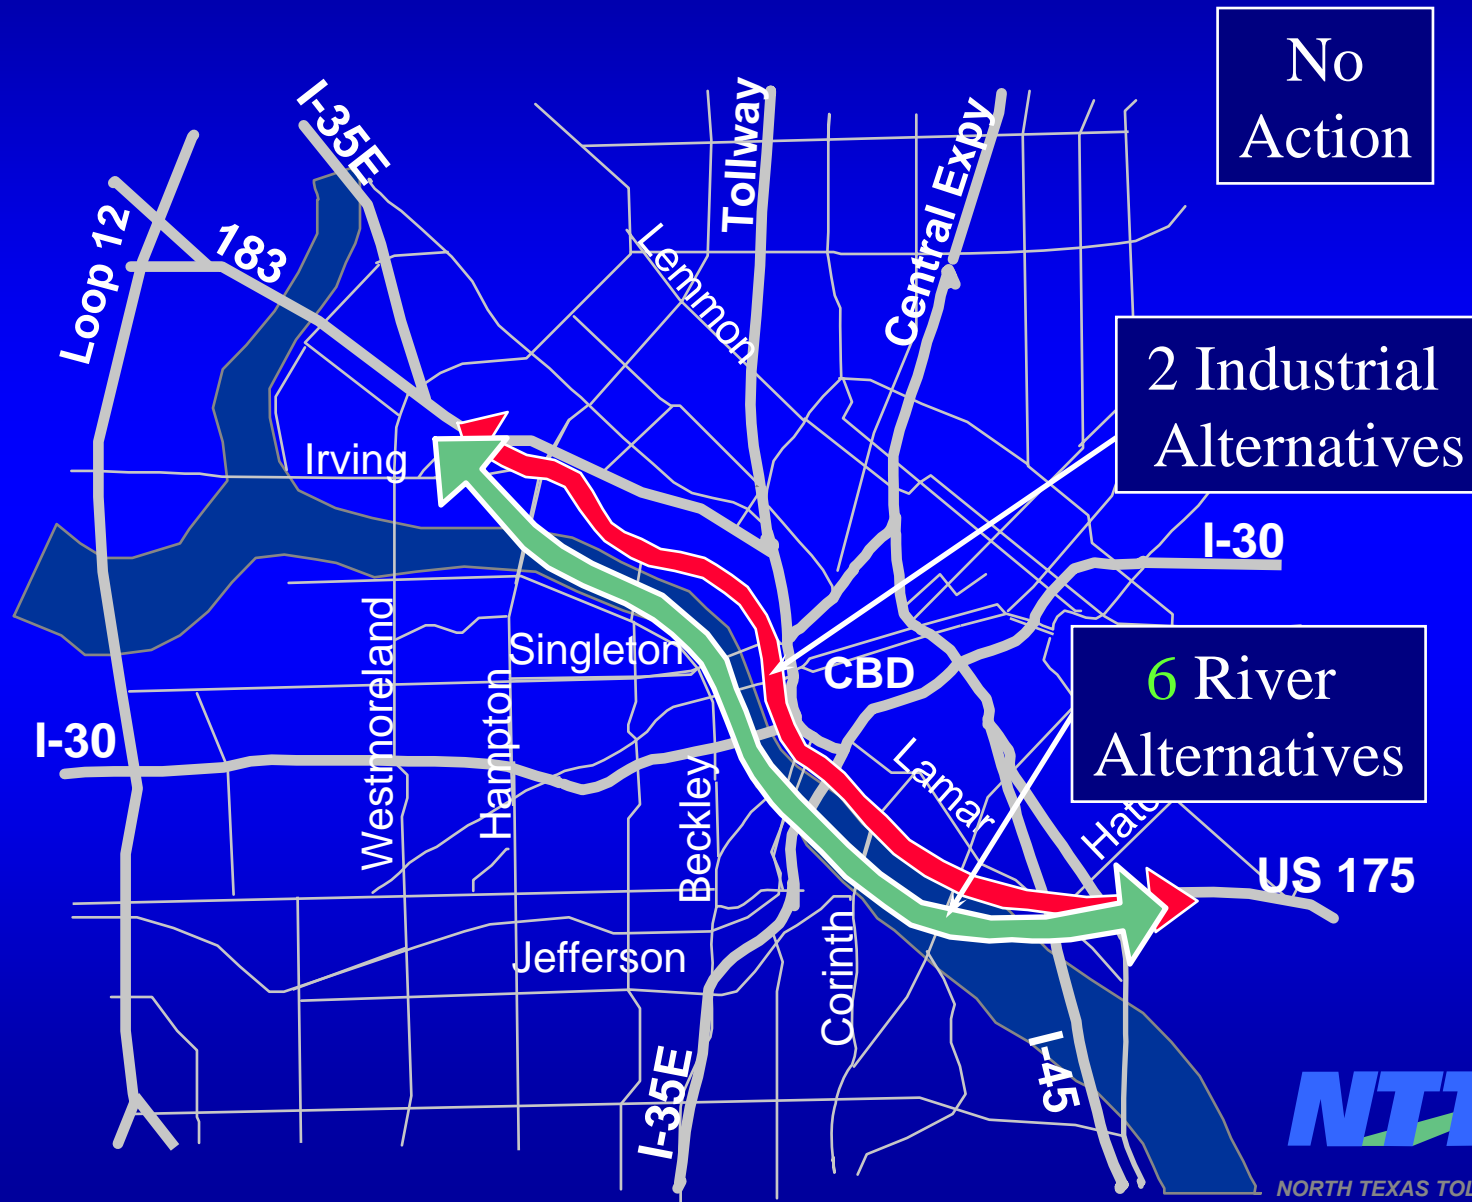 No
Action
I-35E
Tollway
Central Expy
Loop 12
183
Lemmon
2 Industrial
Alternatives
Irving
I-30
Westmoreland
Singleton
Hampton
CBD
6 River
Alternatives
I-30
Beckley
Lamar
US 175
Jefferson
Corinth
I-35E
I-45
NORTH TEXAS